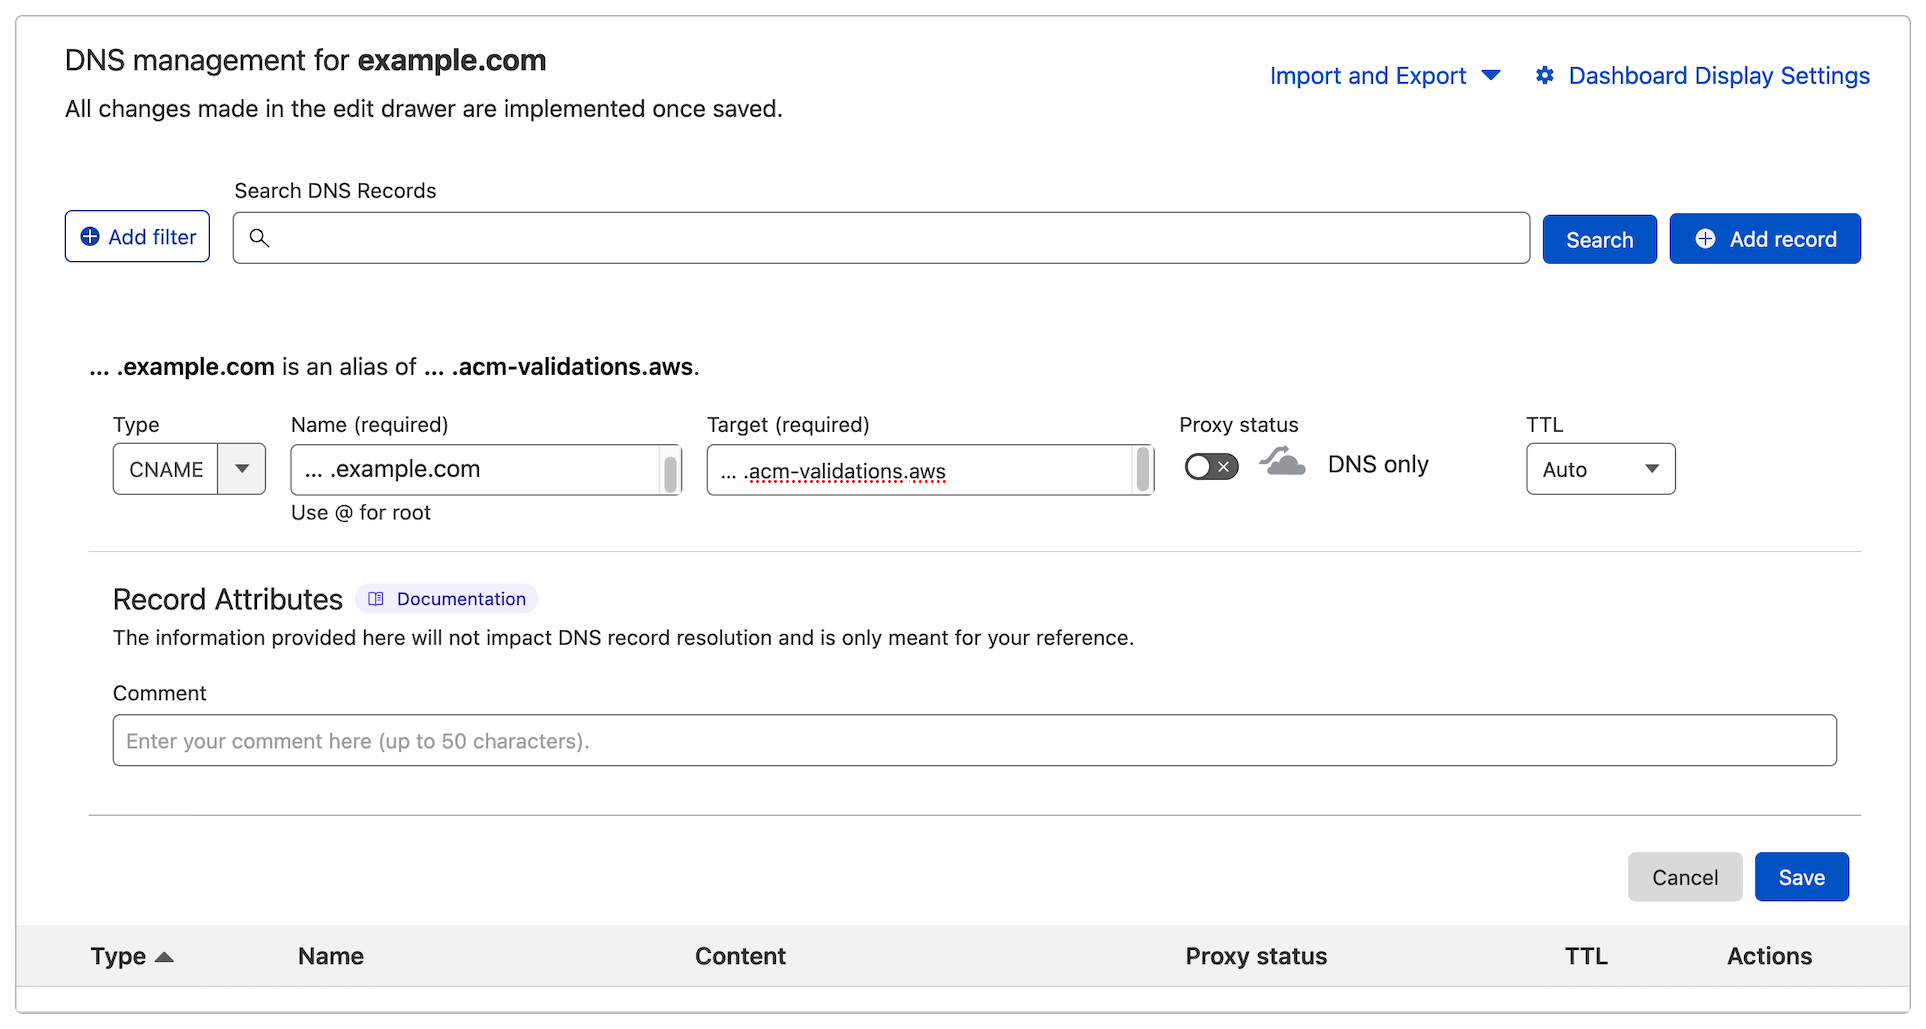 DNS management for example.com
Import and Export
Dashboard Display Settings
All changes made in the edit drawer are implemented once saved.
Search DNS Records
Add filter
Search
Add record
... .example.com is an alias of ... .acm-validations.aws.
Type
Name (required)
Target (required)
Proxy status
TTL
CNAME
... .example.com
... .acm-validations.aws
DNS only
Auto
Use @ for root
Record Attributes
Documentation
The information provided here will not impact DNS record resolution and is only meant for your reference.
Comment
Enter your comment here (up to 50 characters).
Cancel
Save
Type
Name
Content
Proxy status
TTL
Actions